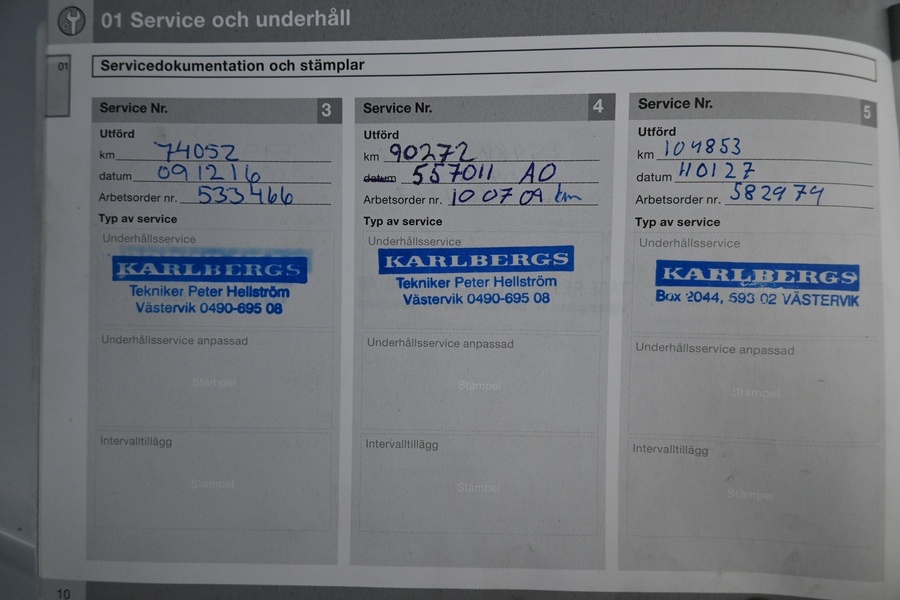 01 Service och underhåll
01
Servicedokumentation och stämplar
Service Nr. 3
Utförd
km 74052
datum 091216
Arbetsorder nr. 533466
Typ av service
Underhållsservice
KARLBERGS
Tekniker Peter Hellström
Västervik 0490-695 08
Underhållsservice anpassad
Stämpel
Intervalltillägg
Stämpel
Service Nr. 4
Utförd
km 90272
datum 557011 AO
Arbetsorder nr. 100709 km
Typ av service
Underhållsservice
KARLBERGS
Tekniker Peter Hellström
Västervik 0490-695 08
Underhållsservice anpassad
Stämpel
Intervalltillägg
Stämpel
Service Nr. 5
Utförd
km 104853
datum 110127
Arbetsorder nr. 582979
Typ av service
Underhållsservice
KARLBERGS
Box 2044, 593 02 VÄSTERVIK
Underhållsservice anpassad
Stämpel
Intervalltillägg
Stämpel
10